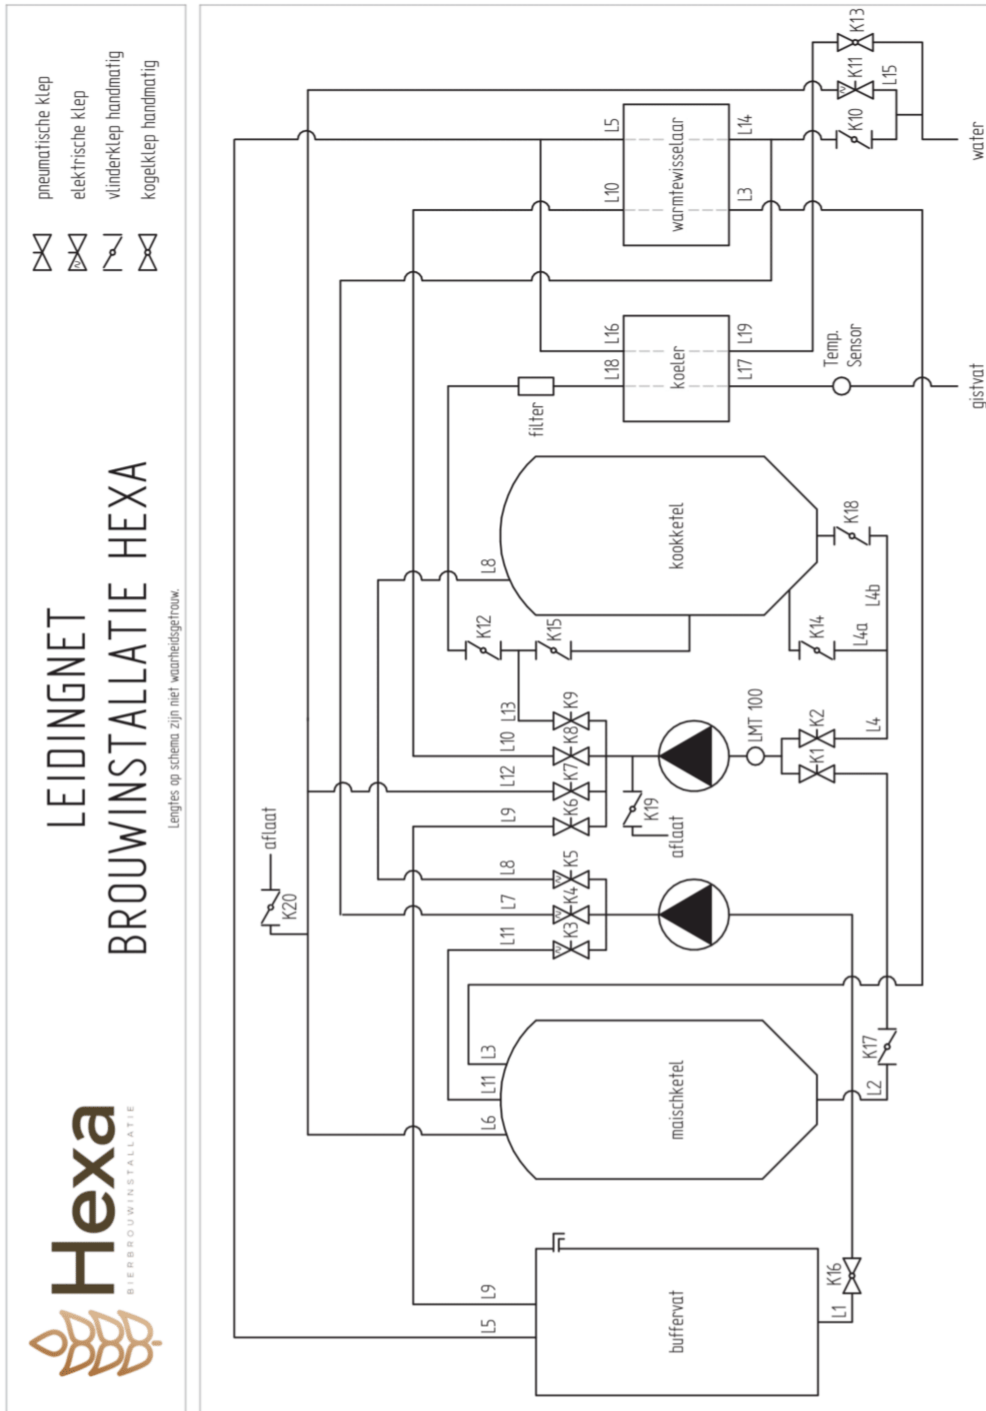 Hexa
BIERBROUWINSTALLATIE
LEIDINGNET
BROUWINSTALLATIE HEXA
Lengtes op schema zijn niet waarheidsgetrouw.
pneumatische klep
elektrische klep
vlinderklep handmatig
kogelklep handmatig
K20
aflaat
L5
L9
buffervat
L1
K16
L6
L11
L3
maischketel
L2
K17
L11
L7
L8
K3
K4
K5
L9
L12
L10
L13
K6
K7
K8
K9
K19
aflaat
LMT 100
K1
K2
L4
K12
K15
L8
kookketel
K14
L4a
L4b
K18
filter
L18
L16
koeler
L17
L19
Temp.
Sensor
gistvat
L10
L5
warmtewisselaar
L3
L14
K10
K11
K13
L15
water